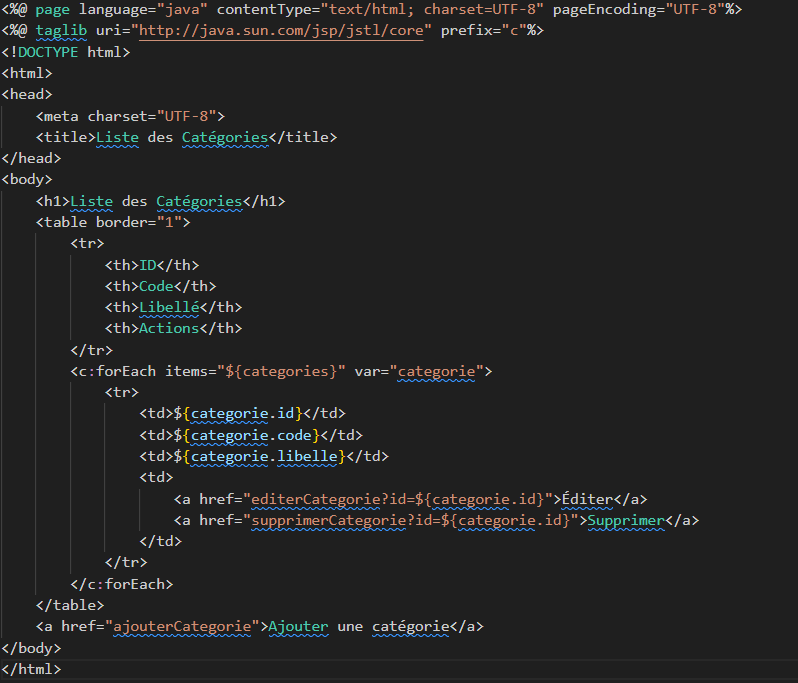 <%@ page language="java" contentType="text/html; charset=UTF-8" pageEncoding="UTF-8"%>
<%@ taglib uri="http://java.sun.com/jsp/jstl/core" prefix="c"%>
<!DOCTYPE html>
<html>
<head>
    <meta charset="UTF-8">
    <title>Liste des Catégories</title>
</head>
<body>
    <h1>Liste des Catégories</h1>
    <table border="1">
        <tr>
            <th>ID</th>
            <th>Code</th>
            <th>Libellé</th>
            <th>Actions</th>
        </tr>
        <c:forEach items="${categories}" var="categorie">
            <tr>
                <td>${categorie.id}</td>
                <td>${categorie.code}</td>
                <td>${categorie.libelle}</td>
                <td>
                    <a href="editerCategorie?id=${categorie.id}">Éditer</a>
                    <a href="supprimerCategorie?id=${categorie.id}">Supprimer</a>
                </td>
            </tr>
        </c:forEach>
    </table>
    <a href="ajouterCategorie">Ajouter une catégorie</a>
</body>
</html>